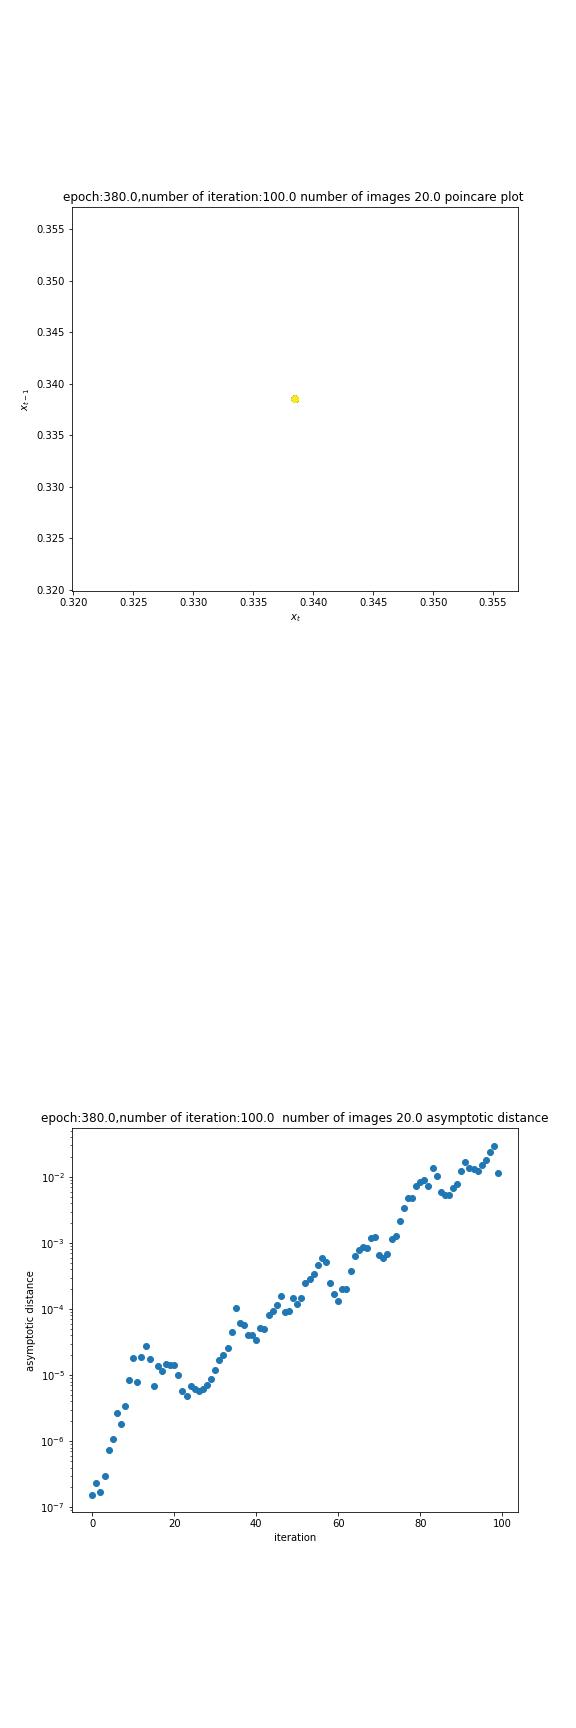 epoch:380.0,number of iteration:100.0 number of images 20.0 poincare plot
0.355
0.350
0.345
0.340
0.335
0.330
0.325
0.320
x_{t-1}
0.320 0.325 0.330 0.335 0.340 0.345 0.350 0.355
x_t
epoch:380.0,number of iteration:100.0  number of images 20.0 asymptotic distance
10^{-2}
10^{-3}
10^{-4}
10^{-5}
10^{-6}
10^{-7}
asymptotic distance
0 20 40 60 80 100
iteration